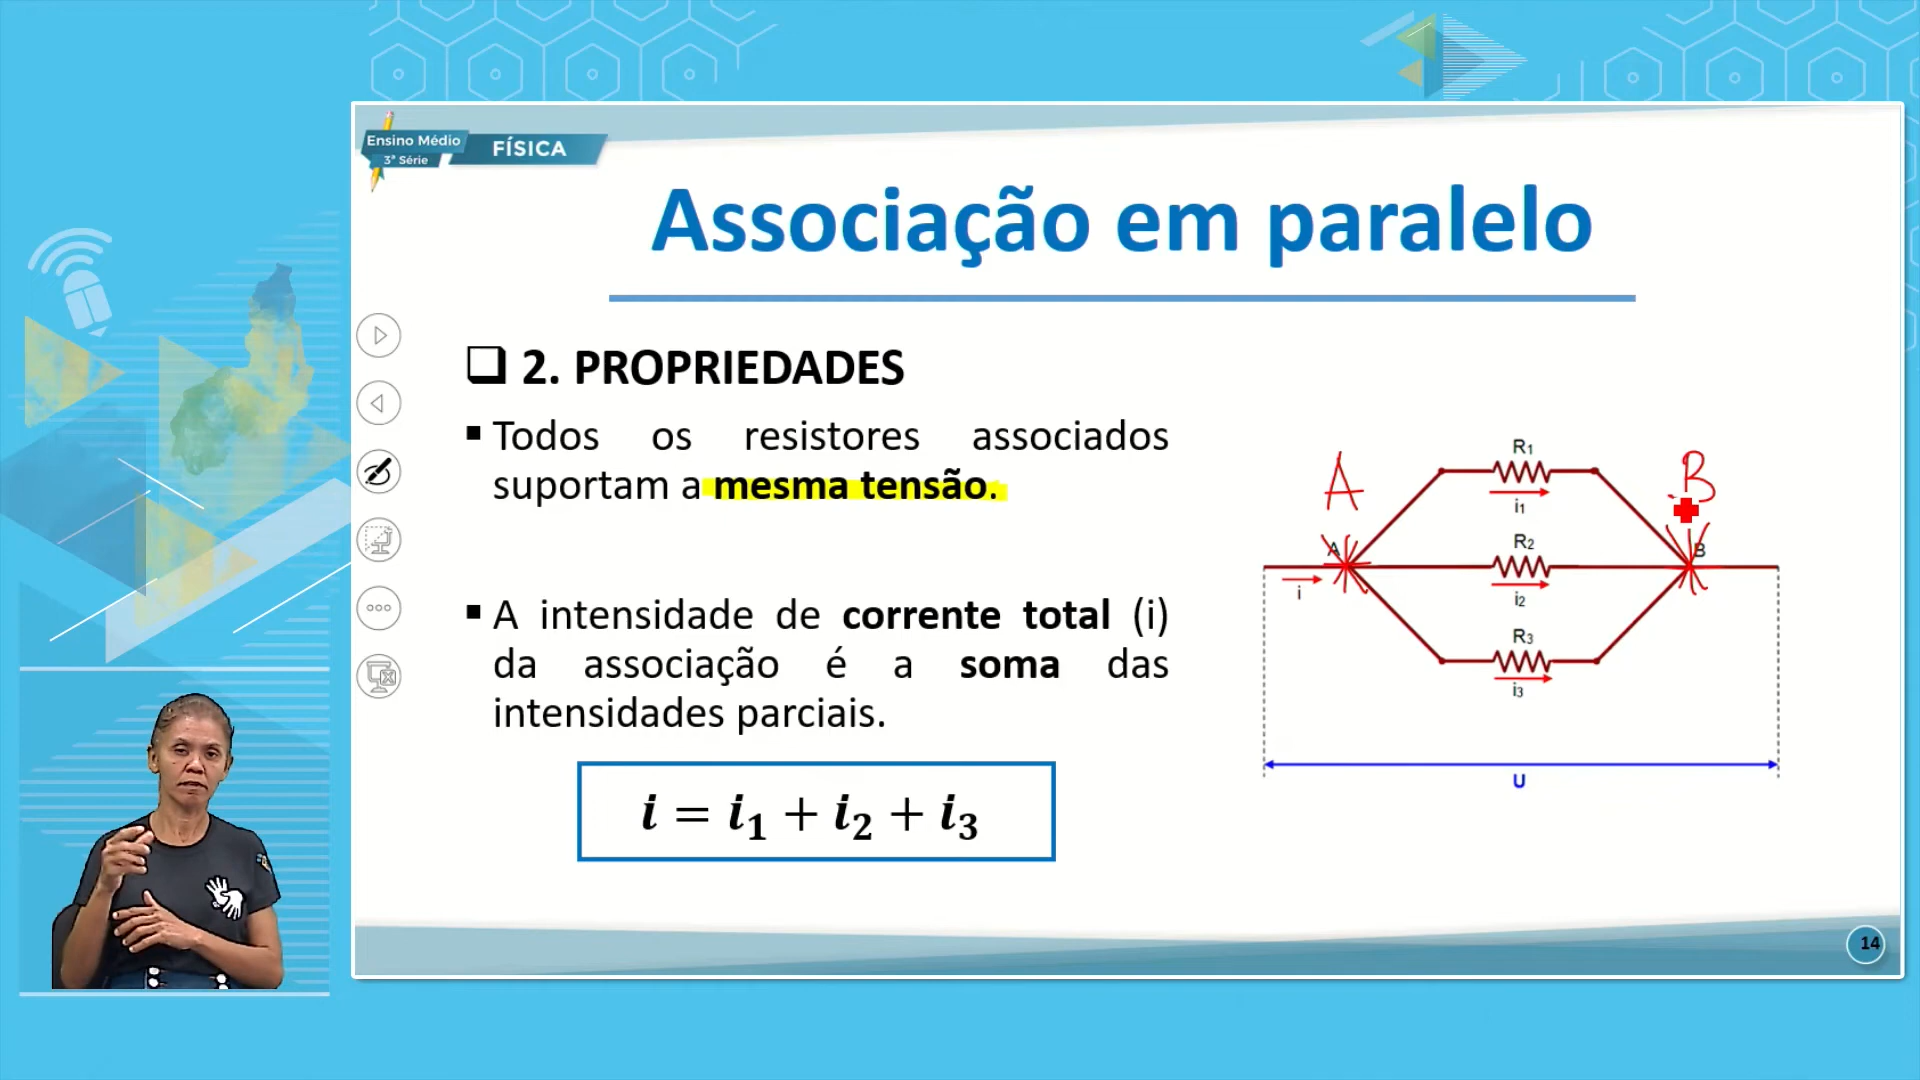 Ensino Médio
3ª Série
FÍSICA
Associação em paralelo
2. PROPRIEDADES
Todos os resistores associados
suportam a mesma tensão.
A intensidade de corrente total (i)
da associação é a soma das
intensidades parciais.
i = i₁ + i₂ + i₃
R₁
A
B
i₁
A
R₂
B
i
i₂
R₃
i₃
U
14